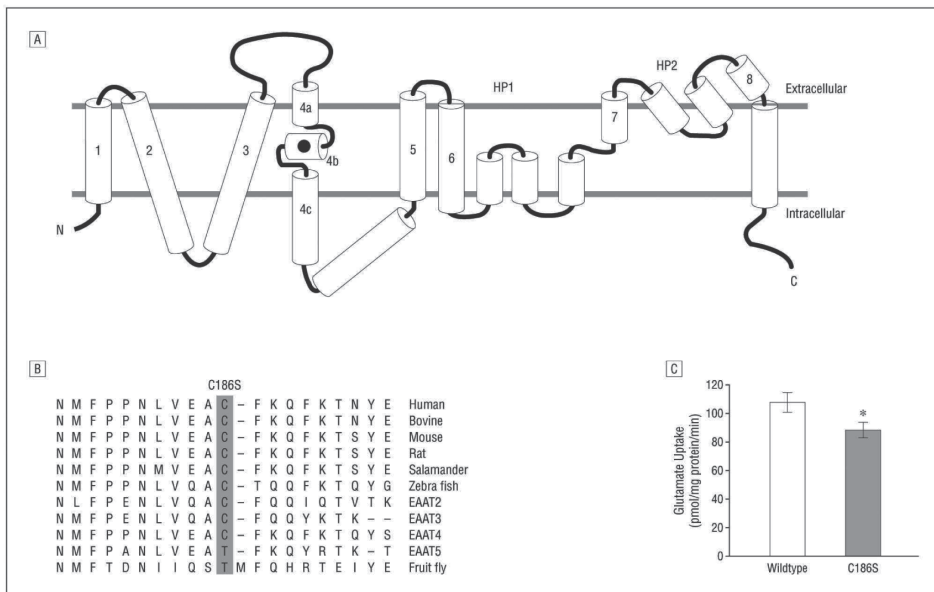 A
HP1
HP2
8
Extracellular
4a
7
1
2
3
4b
5
6
4c
Intracellular
N
C
B
C186S
N M F P P N L V E A C – F K Q F K T N Y E Human
N M F P P N L V E A C – F K Q F K T N Y E Bovine
N M F P P N L V E A C – F K Q F K T S Y E Mouse
N M F P P N L V E A C – F K Q F K T S Y E Rat
N M F P P N M V E A C – F K Q F K T S Y E Salamander
N M F P P N L V Q A C – T Q Q F K T Q Y G Zebra fish
N L F P E N L V Q A C – F Q Q I Q T V T K EAAT2
N M F P E N L V Q A C – F Q Q Y K T K – – EAAT3
N M F P P N L V E A C – F K Q F K T Q Y S EAAT4
N M F P A N L V E A T – F K Q Y R T K – T EAAT5
N M F T D N I I Q S T M F Q H R T E I Y E Fruit fly
C
Glutamate Uptake
(pmol/mg protein/min)
120
100
80
60
40
20
0
*
Wildtype
C186S